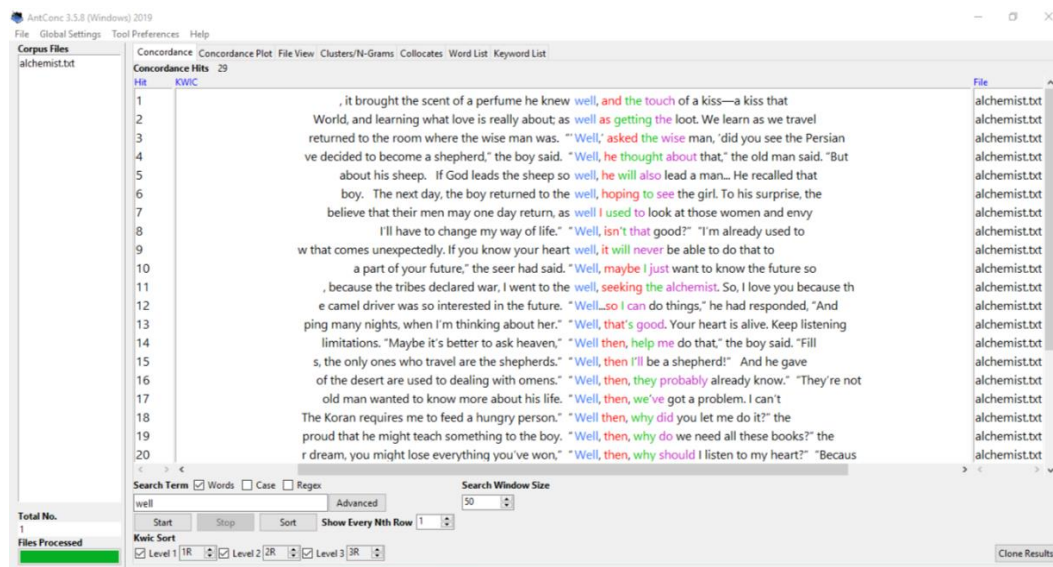 AntConc 3.5.8 (Windows) 2019
File Global Settings Tool Preferences Help
Corpus Files
alchemist.txt
Concordance Concordance Plot File View Clusters/N-Grams Collocates Word List Keyword List
Concordance Hits 29
Hit KWIC File
1 , it brought the scent of a perfume he knew well, and the touch of a kiss—a kiss that alchemist.txt
2 World, and learning what love is really about; as well as getting the loot. We learn as we travel alchemist.txt
3 returned to the room where the wise man was. "' Well,' asked the wise man, 'did you see the Persian alchemist.txt
4 ve decided to become a shepherd," the boy said. "Well, he thought about that," the old man said. "But alchemist.txt
5 about his sheep. If God leads the sheep so well, he will also lead a man... He recalled that alchemist.txt
6 boy. The next day, the boy returned to the well, hoping to see the girl. To his surprise, the alchemist.txt
7 believe that their men may one day return, as well I used to look at those women and envy alchemist.txt
8 I'll have to change my way of life." "Well, isn't that good?" "I'm already used to alchemist.txt
9 w that comes unexpectedly. If you know your heart well, it will never be able to do that to alchemist.txt
10 a part of your future," the seer had said. "Well, maybe I just want to know the future so alchemist.txt
11 , because the tribes declared war, I went to the well, seeking the alchemist. So, I love you because th alchemist.txt
12 e camel driver was so interested in the future. "Well...so I can do things," he had responded, "And alchemist.txt
13 ping many nights, when I'm thinking about her." "Well, that's good. Your heart is alive. Keep listening alchemist.txt
14 limitations. "Maybe it's better to ask heaven," "Well then, help me do that," the boy said. "Fill alchemist.txt
15 s, the only ones who travel are the shepherds." "Well, then I'll be a shepherd!" And he gave alchemist.txt
16 of the desert are used to dealing with omens." "Well, then, they probably already know." "They're not alchemist.txt
17 old man wanted to know more about his life. "Well, then, we've got a problem. I can't alchemist.txt
18 The Koran requires me to feed a hungry person." "Well then, why did you let me do it?" the alchemist.txt
19 proud that he might teach something to the boy. "Well, then, why do we need all these books?" the alchemist.txt
20 r dream, you might lose everything you've won," "Well, then, why should I listen to my heart?" "Becaus alchemist.txt
Search Term Words Case Regex Search Window Size
well Advanced 50
Total No.
1
Files Processed
Start Stop Sort Show Every Nth Row 1
Kwic Sort
Level 1 1R Level 2 2R Level 3 3R Clone Results